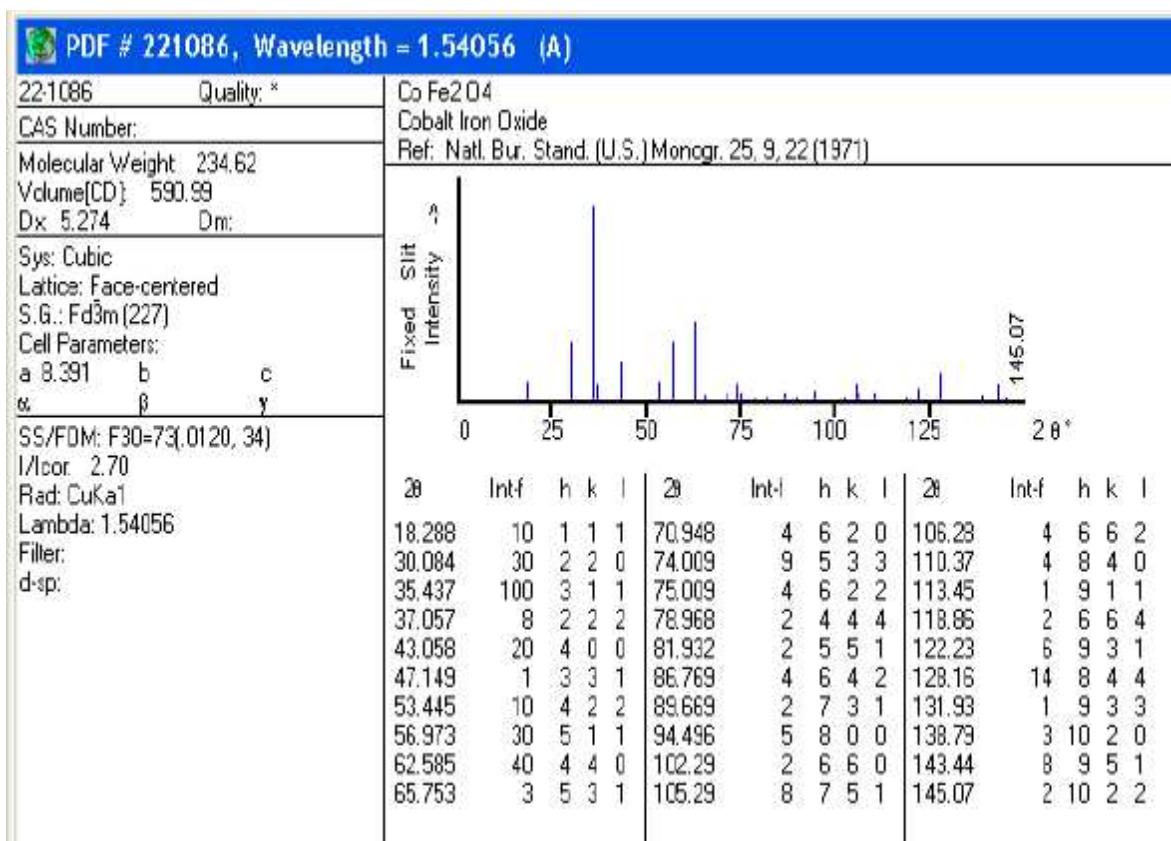 PDF # 221086, Wavelength = 1.54056 (A)
22-1086 Quality: *
CAS Number:
Molecular Weight 234.62
Volume[CD]: 590.99
Dx: 5.274 Dm:
Sys: Cubic
Lattice: Face-centered
S.G.: Fd3̄m (227)
Cell Parameters:
a 8.391 b c
α β γ
SS/FOM: F30=73(.0120, 34)
I/Icor: 2.70
Rad: CuKa1
Lambda: 1.54056
Filter:
d-sp:
Co Fe2 O4
Cobalt Iron Oxide
Ref: Natl. Bur. Stand. (U.S.) Monogr. 25, 9, 22 (1971)
Fixed Slit
Intensity ->
145.07
0 25 50 75 100 125 2 θ°
2θ Int-f h k l 2θ Int-f h k l 2θ Int-f h k l
18.288 10 1 1 1 70.948 4 6 2 0 106.28 4 6 6 2
30.084 30 2 2 0 74.009 9 5 3 3 110.37 4 8 4 0
35.437 100 3 1 1 75.009 4 6 2 2 113.45 1 9 1 1
37.057 8 2 2 2 78.968 2 4 4 4 118.86 2 6 6 4
43.058 20 4 0 0 81.932 2 5 5 1 122.23 6 9 3 1
47.149 1 3 3 1 86.769 4 6 4 2 128.16 14 8 4 4
53.445 10 4 2 2 89.669 2 7 3 1 131.93 1 9 3 3
56.973 30 5 1 1 94.496 5 8 0 0 138.79 3 10 2 0
62.585 40 4 4 0 102.29 2 6 6 0 143.44 8 9 5 1
65.753 3 5 3 1 105.29 8 7 5 1 145.07 2 10 2 2